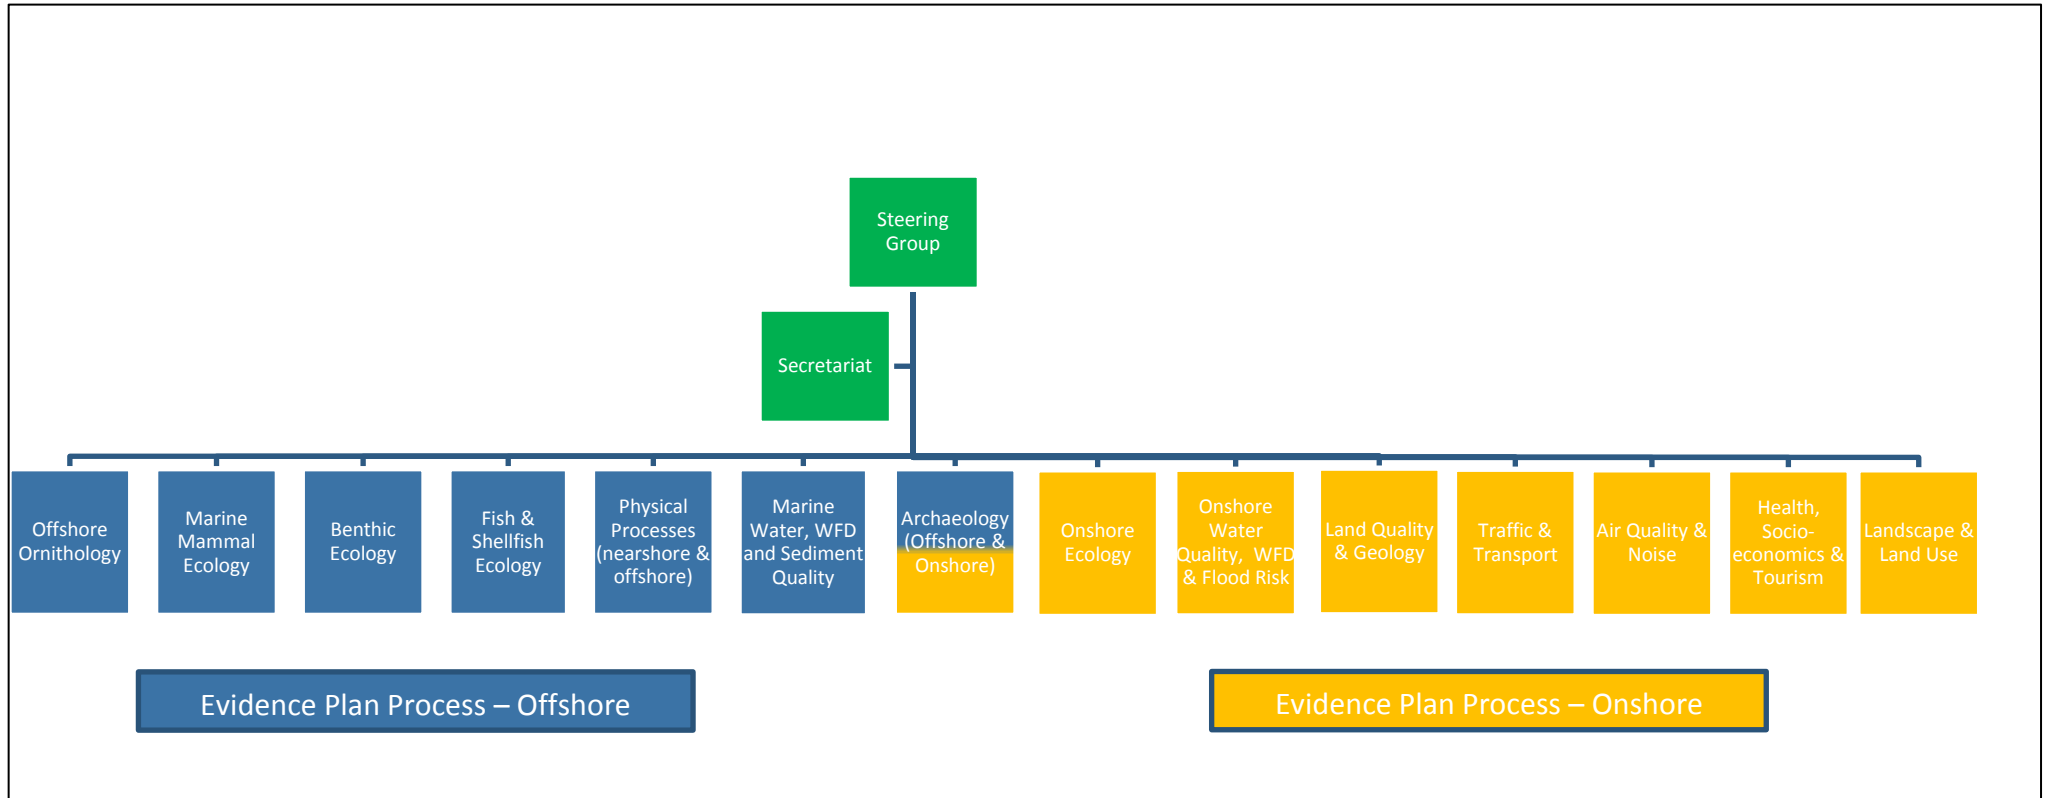 Steering
Group
Secretariat
Offshore
Ornithology
Marine
Mammal
Ecology
Benthic
Ecology
Fish &
Shellfish
Ecology
Physical
Processes
(nearshore &
offshore)
Marine
Water, WFD
and Sediment
Quality
Archaeology
(Offshore &
Onshore)
Onshore
Ecology
Onshore
Water
Quality, WFD
& Flood Risk
Land Quality
& Geology
Traffic &
Transport
Air Quality &
Noise
Health,
Socio-
economics &
Tourism
Landscape &
Land Use
Evidence Plan Process – Offshore
Evidence Plan Process – Onshore